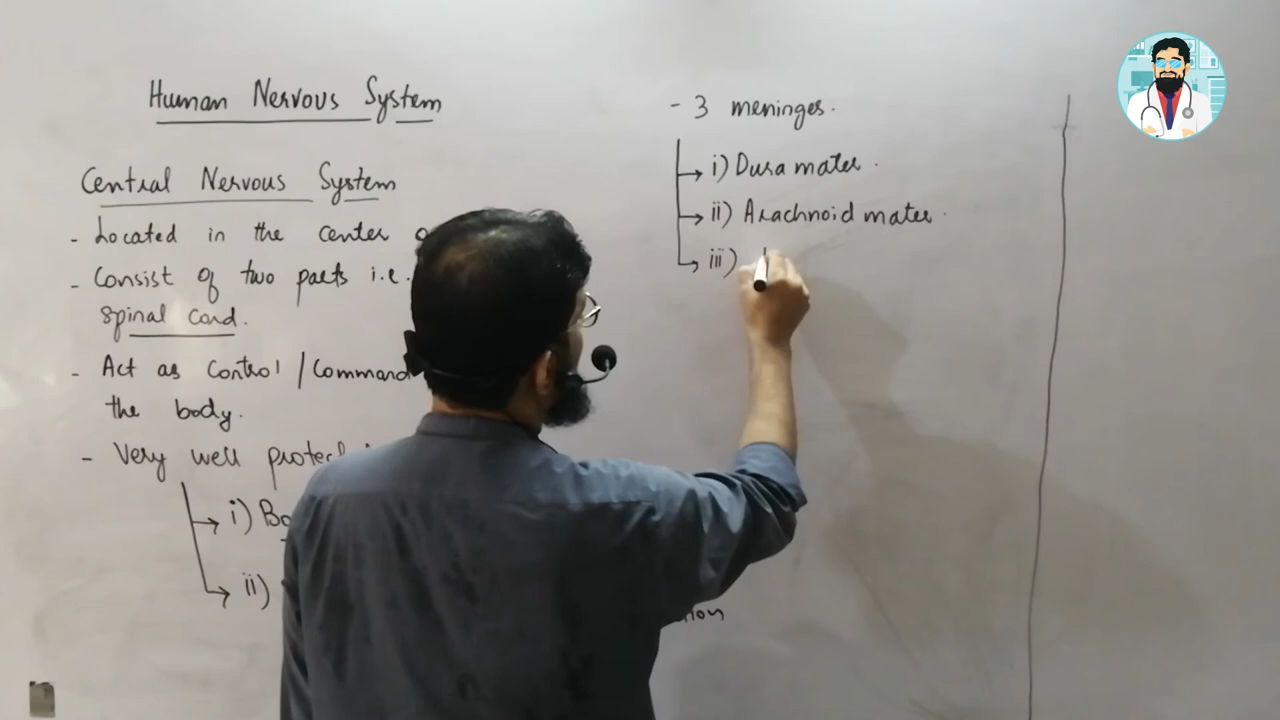 Human Nervous System
Central Nervous System
- Located in the center
- Consist of two parts i.e.
spinal cord.
- Act as Control / Command
the body.
- Very well
i)
ii)
- 3 meninges.
i) Dura mater.
ii) Arachnoid mater.
iii)